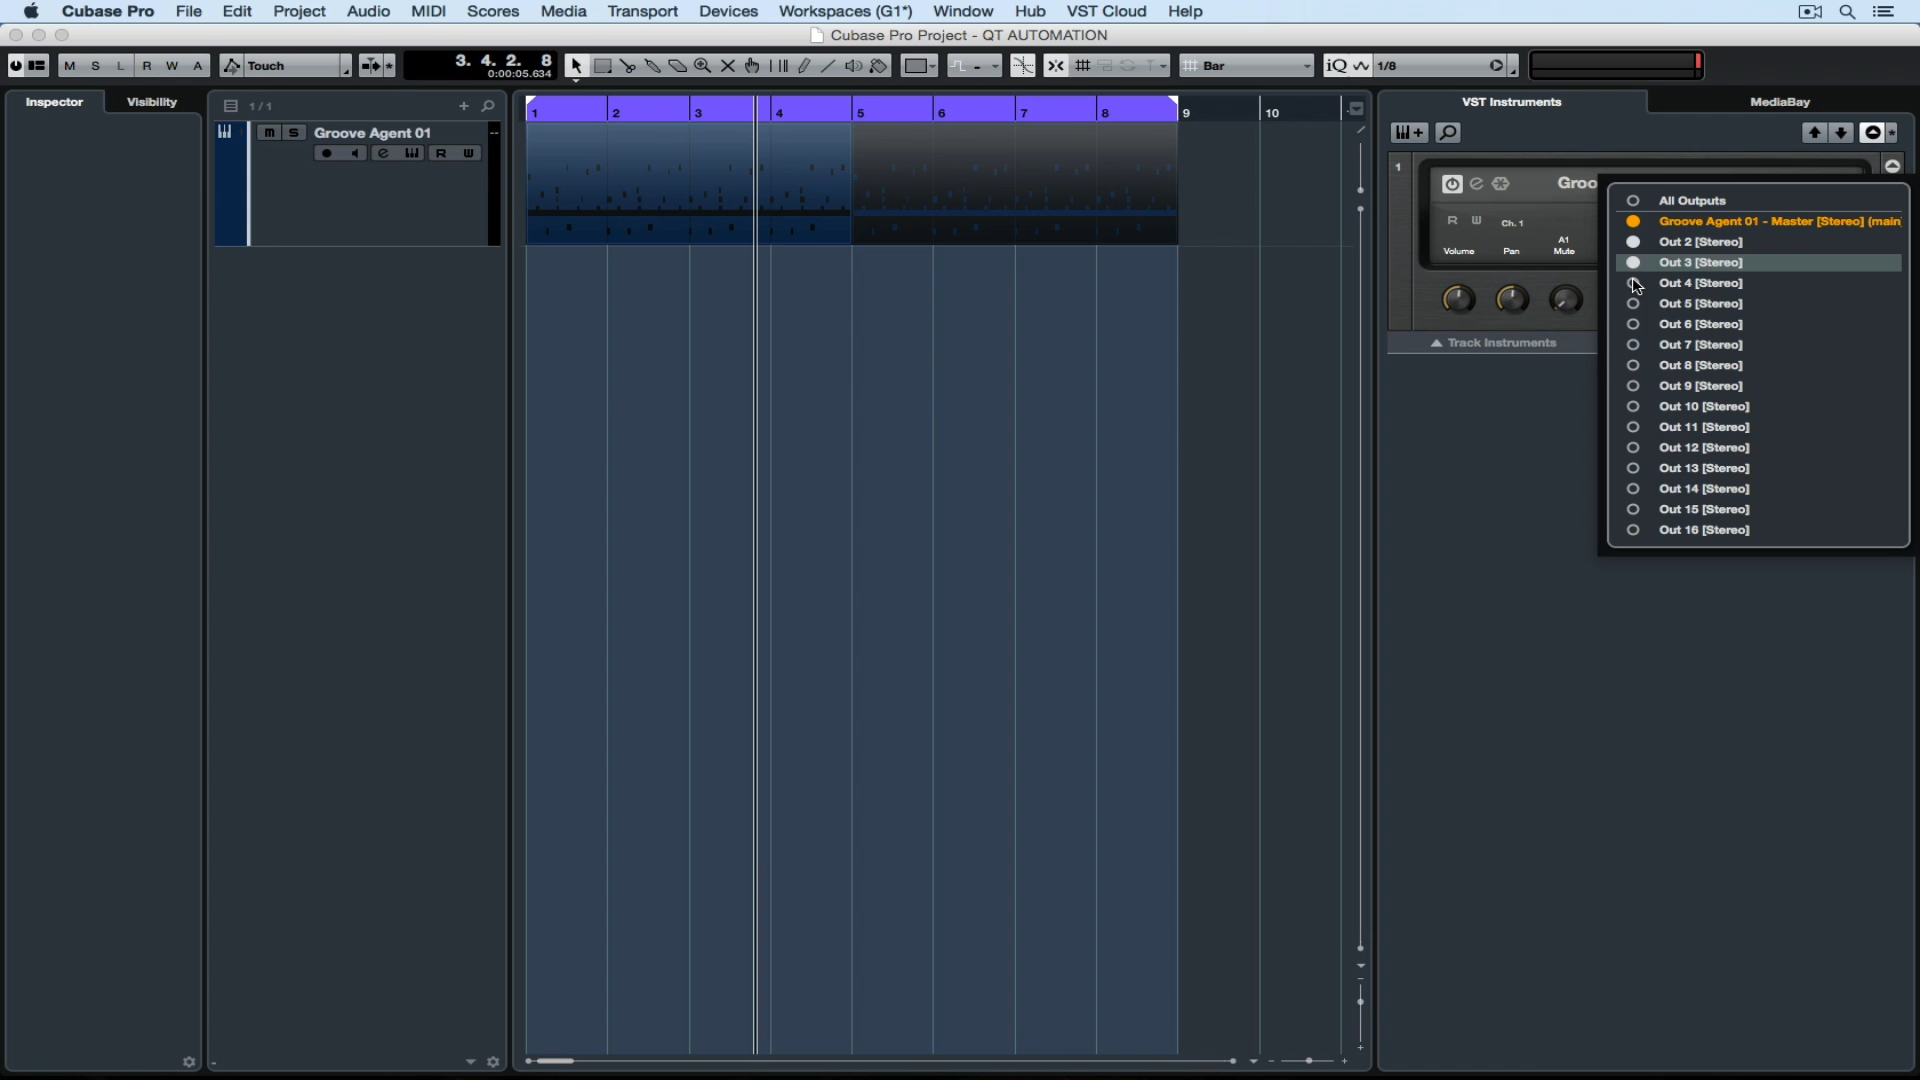 Cubase Pro File Edit Project Audio MIDI Scores Media Transport Devices Workspaces (G1*) Window Hub VST Cloud Help
Cubase Pro Project - QT AUTOMATION
M S L R W A Touch 3. 4. 2. 8 Bar iQ 1/8
0:00:05.634
Inspector Visibility 1/1 + 1 2 3 4 5 6 7 8 9 10 VST Instruments MediaBay
m S Groove Agent 01
e R W
1 Groo
R W Ch. 1
Volume Pan A1 Mute
Track Instruments
All Outputs
Groove Agent 01 - Master [Stereo] (main
Out 2 [Stereo]
Out 3 [Stereo]
Out 4 [Stereo]
Out 5 [Stereo]
Out 6 [Stereo]
Out 7 [Stereo]
Out 8 [Stereo]
Out 9 [Stereo]
Out 10 [Stereo]
Out 11 [Stereo]
Out 12 [Stereo]
Out 13 [Stereo]
Out 14 [Stereo]
Out 15 [Stereo]
Out 16 [Stereo]